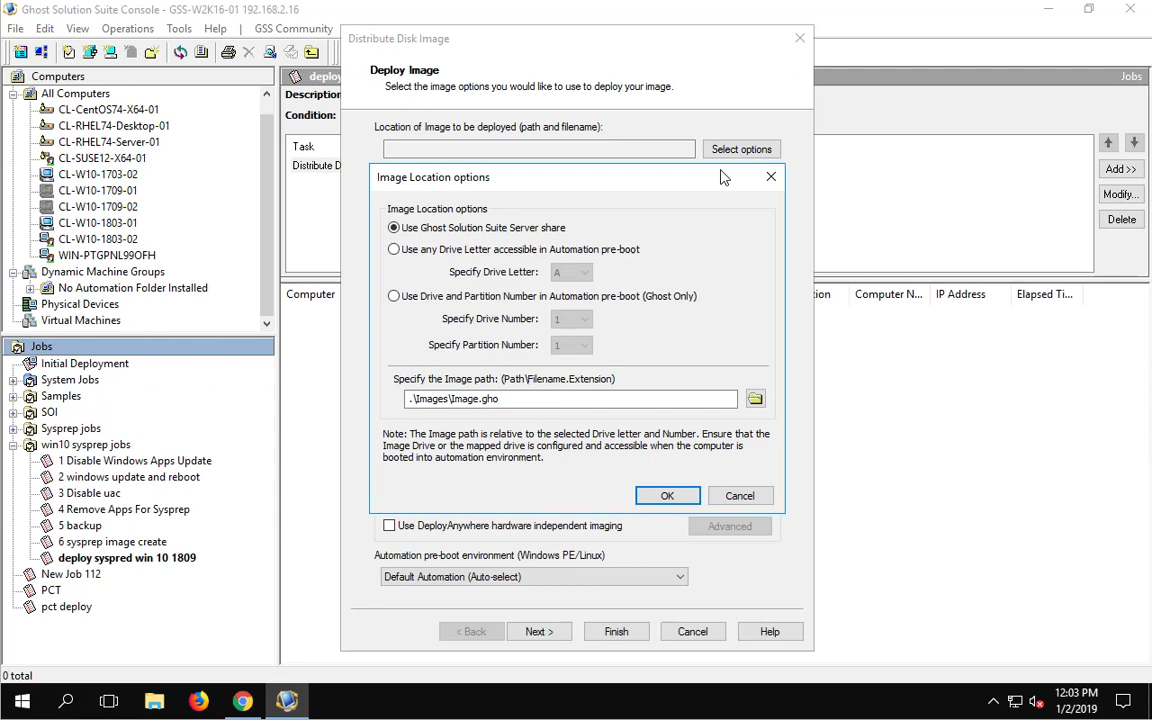 Ghost Solution Suite Console - GSS-W2K16-01 192.168.2.16
File Edit View Operations Tools Help GSS Community
Computers
All Computers
CL-CentOS74-X64-01
CL-RHEL74-Desktop-01
CL-RHEL74-Server-01
CL-SUSE12-X64-01
CL-W10-1703-02
CL-W10-1709-01
CL-W10-1709-02
CL-W10-1803-01
CL-W10-1803-02
WIN-PTGPNL99OFH
Dynamic Machine Groups
No Automation Folder Installed
Physical Devices
Virtual Machines
Jobs
Initial Deployment
System Jobs
Samples
SOI
Sysprep jobs
win10 sysprep jobs
1 Disable Windows Apps Update
2 windows update and reboot
3 Disable uac
4 Remove Apps For Sysprep
5 backup
6 sysprep image create
deploy syspred win 10 1809
New Job 112
PCT
pct deploy
deploy
Jobs
Description
Condition:
Task
Distribute D
Add >>
Modify...
Delete
Computer
Computer N... IP Address Elapsed Ti...
Distribute Disk Image
Deploy Image
Select the image options you would like to use to deploy your image.
Location of Image to be deployed (path and filename):
Select options
Image Location options
Image Location options
Use Ghost Solution Suite Server share
Use any Drive Letter accessible in Automation pre-boot
Specify Drive Letter: A
Use Drive and Partition Number in Automation pre-boot (Ghost Only)
Specify Drive Number: 1
Specify Partition Number: 1
Specify the Image path: (Path\Filename.Extension)
.\Images\Image.gho
Note: The Image path is relative to the selected Drive letter and Number. Ensure that the
Image Drive or the mapped drive is configured and accessible when the computer is
booted into automation environment.
OK Cancel
Use DeployAnywhere hardware independent imaging Advanced
Automation pre-boot environment (Windows PE/Linux)
Default Automation (Auto-select)
< Back Next > Finish Cancel Help
0 total
12:03 PM
1/2/2019